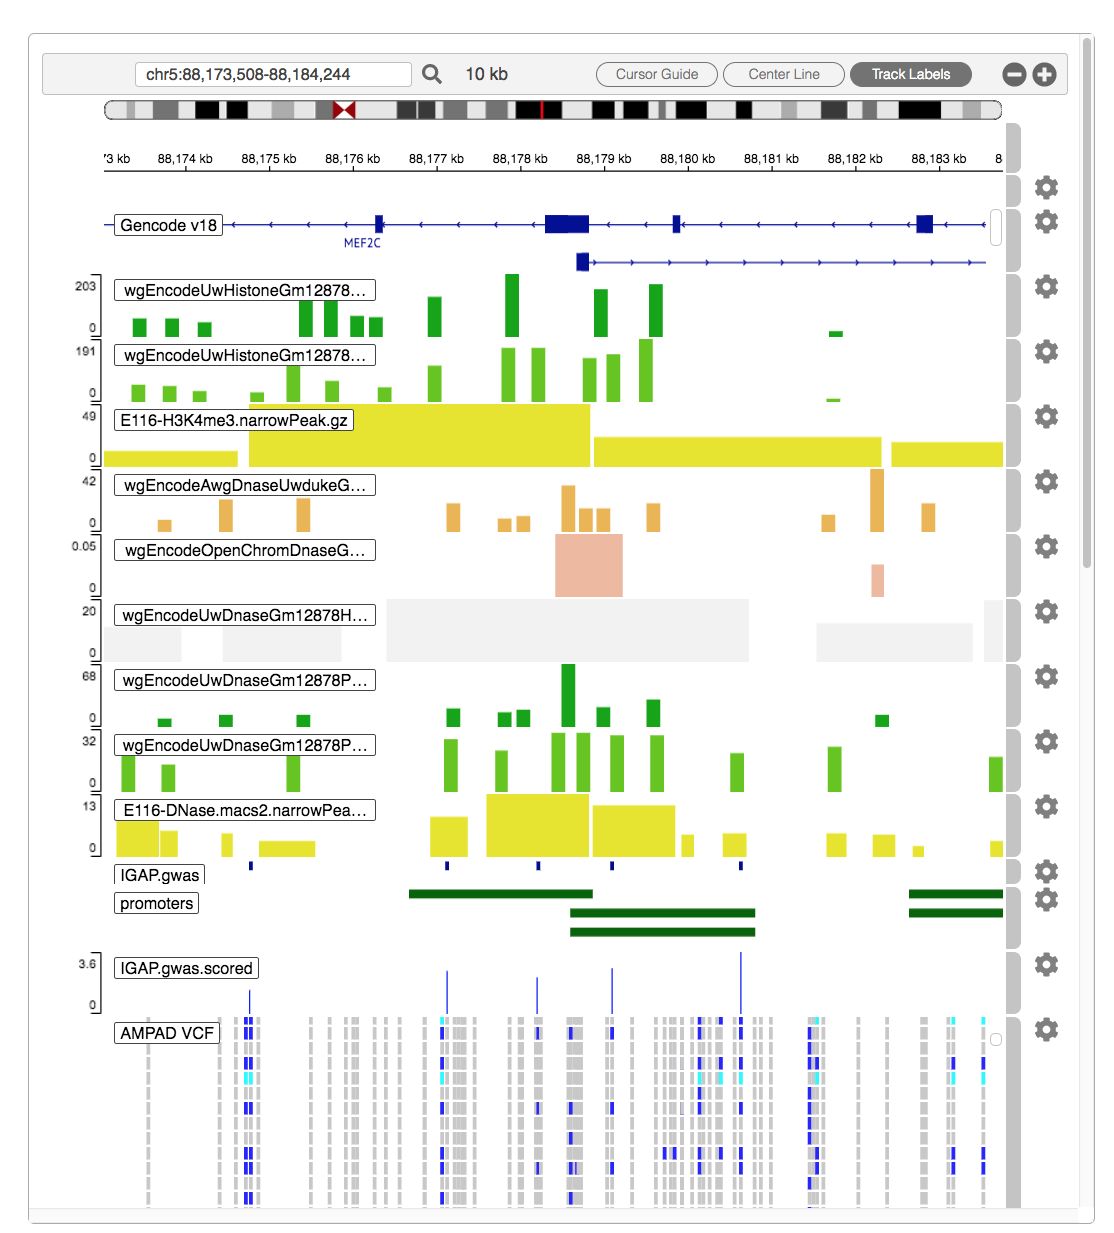 chr5:88,173,508-88,184,244 10 kb Cursor Guide Center Line Track Labels
'3 kb 88,174 kb 88,175 kb 88,176 kb 88,177 kb 88,178 kb 88,179 kb 88,180 kb 88,181 kb 88,182 kb 88,183 kb 8
Gencode v18
MEF2C
203
wgEncodeUwHistoneGm12878...
0
191
wgEncodeUwHistoneGm12878...
0
49
E116-H3K4me3.narrowPeak.gz
0
42
wgEncodeAwgDnaseUwdukeG...
0
0.05
wgEncodeOpenChromDnaseG...
0
20
wgEncodeUwDnaseGm12878H...
0
68
wgEncodeUwDnaseGm12878P...
0
32
wgEncodeUwDnaseGm12878P...
0
13
E116-DNase.macs2.narrowPea...
0
IGAP.gwas
promoters
3.6
IGAP.gwas.scored
0
AMPAD VCF